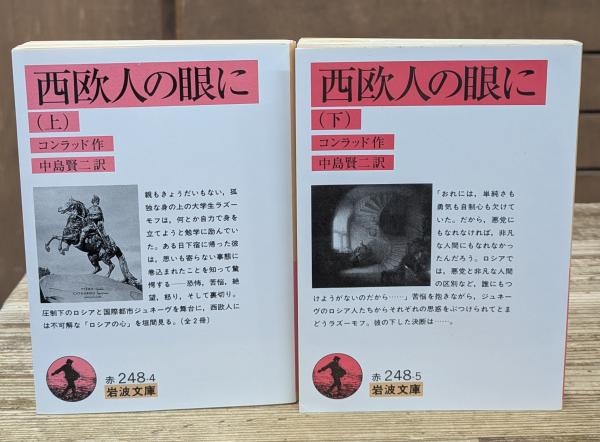 西欧人の眼に
(上)
コンラッド作
中島賢二訳
親もきょうだいもない,孤
独な身の上の大学生ラズー
モフは,何とか自力で身を
立てようと勉学に励んでい
た。ある日下宿に帰った彼
は,思いも寄らない事態に
巻込まれたことを知って驚
愕する――恐怖,苦悩,絶
望,怒り,そして裏切り。
圧制下のロシアと国際都市ジュネーヴを舞台に,西欧人に
は不可解な「ロシアの心」を垣間見る。(全2冊)
赤 248-4
岩波文庫
西欧人の眼に
(下)
コンラッド作
中島賢二訳
「おれには,単純さも
勇気も自制心も欠けて
いた。だから,悪党に
もなれなければ,非凡
な人間にもなれなかっ
たんだろう。ロシアで
は,悪党と非凡な人間
の区別など,誰にもつ
けようがないのだから……」苦悩を抱きながら,ジュネー
ヴのロシア人たちからそれぞれの思惑をぶつけられてとま
どうラズーモフ。彼の下した決断は……。
赤 248-5
岩波文庫